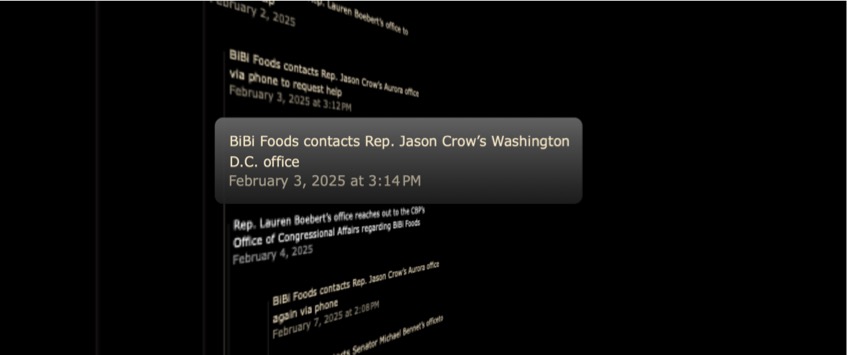 February 2, 2025
Rep. Lauren Boebert's office to
BiBi Foods contacts Rep. Jason Crow's Aurora office
via phone to request help
February 3, 2025 at 3:12 PM
BiBi Foods contacts Rep. Jason Crow's Washington
D.C. office
February 3, 2025 at 3:14 PM
Rep. Lauren Boebert's office reaches out to the CBP's
Office of Congressional Affairs regarding BiBi Foods
February 4, 2025
BiBi Foods contacts Rep. Jason Crow's Aurora office
again via phone
February 7, 2025 at 2:08 PM
Senator Michael Bennet's offices